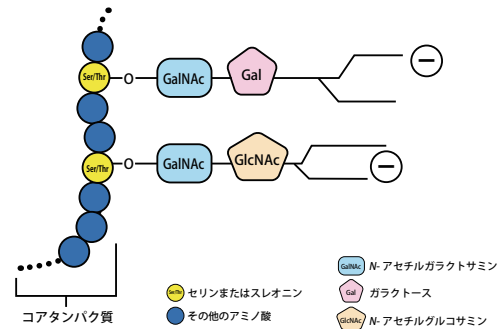 Ser/Thr
O
GalNAc
Gal
−
Ser/Thr
O
GalNAc
GlcNAc
−
コアタンパク質
Ser/Thr セリンまたはスレオニン
その他のアミノ酸
GalNAc N- アセチルガラクトサミン
Gal ガラクトース
GlcNAc N- アセチルグルコサミン